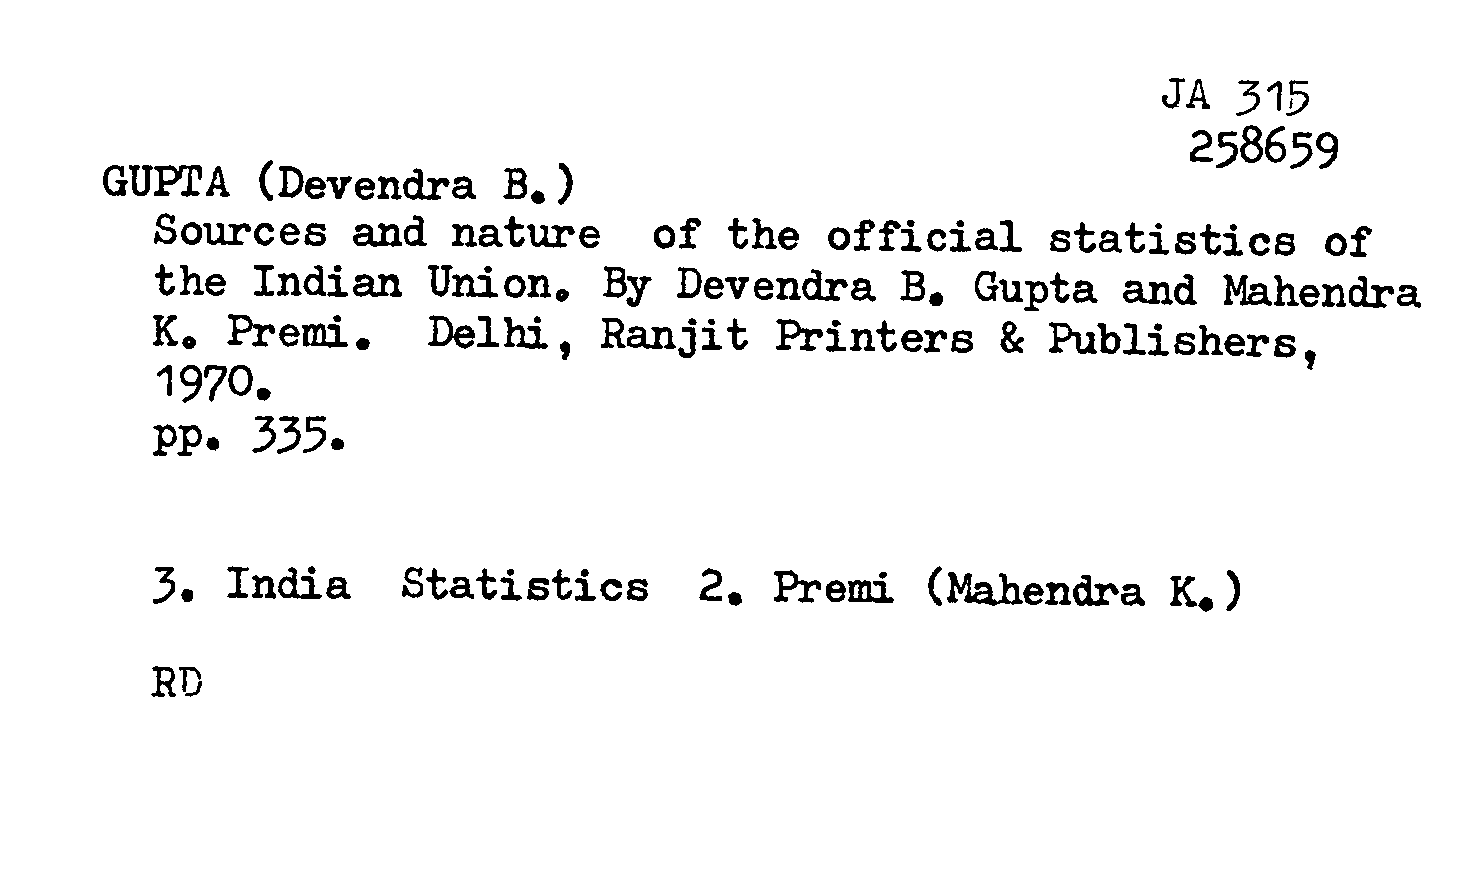 JA 315
258659
GUPTA (Devendra B.)
Sources and nature of the official statistics of
the Indian Union. By Devendra B. Gupta and Mahendra
K. Premi. Delhi, Ranjit Printers & Publishers,
1970.
pp. 335.
3. India Statistics 2. Premi (Mahendra K.)
RD